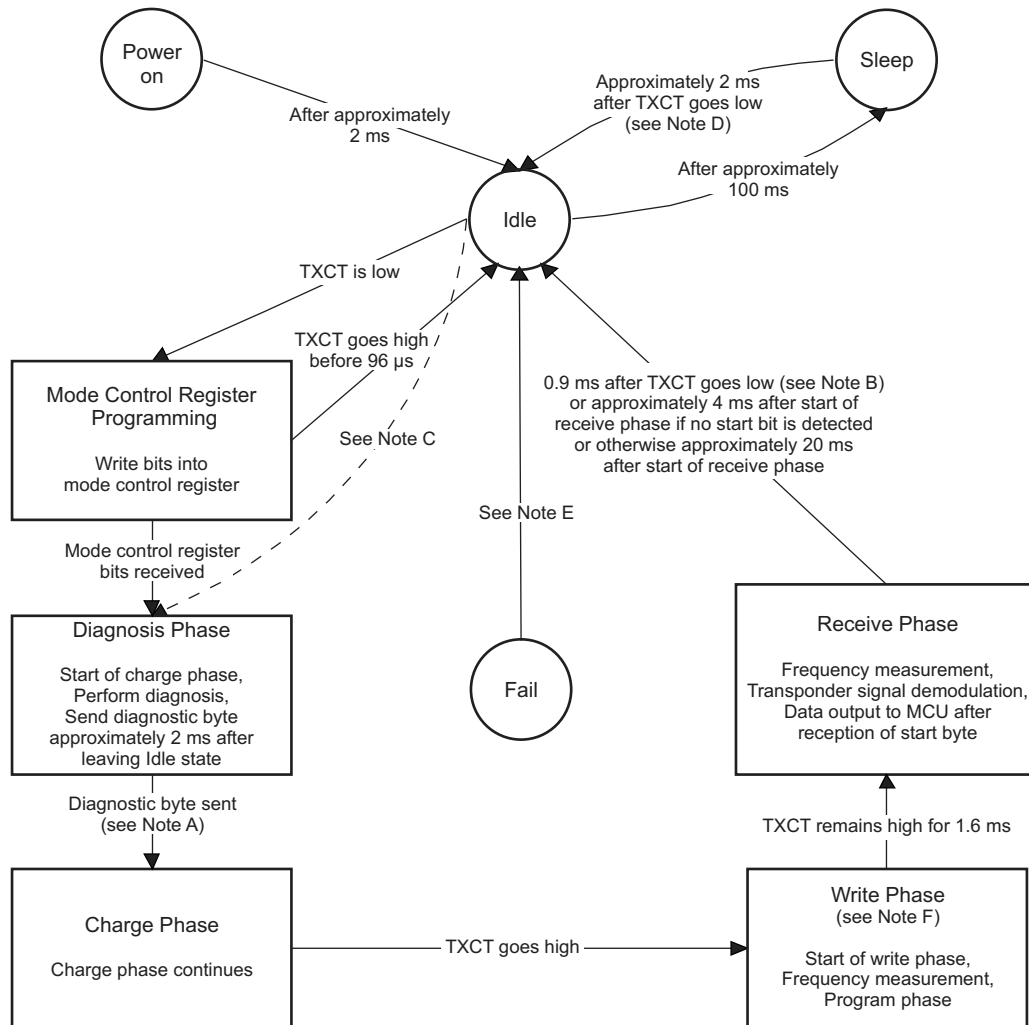 Power
on
Sleep
Approximately 2 ms
after TXCT goes low
(see Note D)
After approximately
2 ms
After approximately
100 ms
Idle
TXCT is low
TXCT goes high
before 96 µs
Mode Control Register
Programming
Write bits into
mode control register
See Note C
0.9 ms after TXCT goes low (see Note B)
or approximately 4 ms after start of
receive phase if no start bit is detected
or otherwise approximately 20 ms
after start of receive phase
See Note E
Mode control register
bits received
Diagnosis Phase
Start of charge phase,
Perform diagnosis,
Send diagnostic byte
approximately 2 ms after
leaving Idle state
Fail
Receive Phase
Frequency measurement,
Transponder signal demodulation,
Data output to MCU after
reception of start byte
Diagnostic byte sent
(see Note A)
TXCT remains high for 1.6 ms
Charge Phase
Charge phase continues
TXCT goes high
Write Phase
(see Note F)
Start of write phase,
Frequency measurement,
Program phase